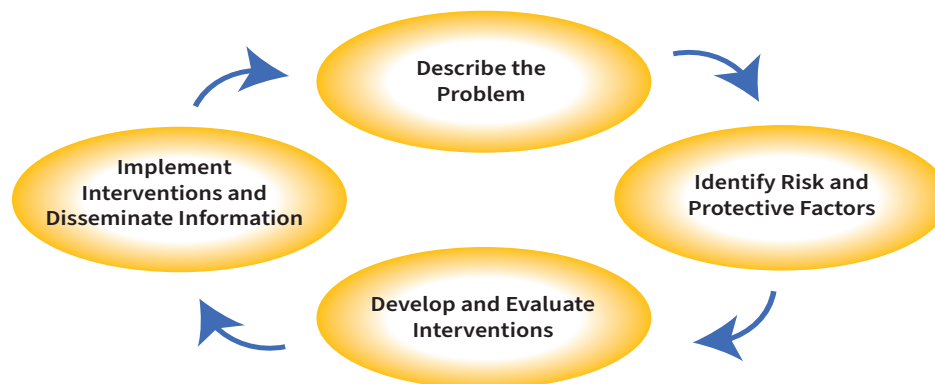 Describe the
Problem
Identify Risk and
Protective Factors
Develop and Evaluate
Interventions
Implement
Interventions and
Disseminate Information